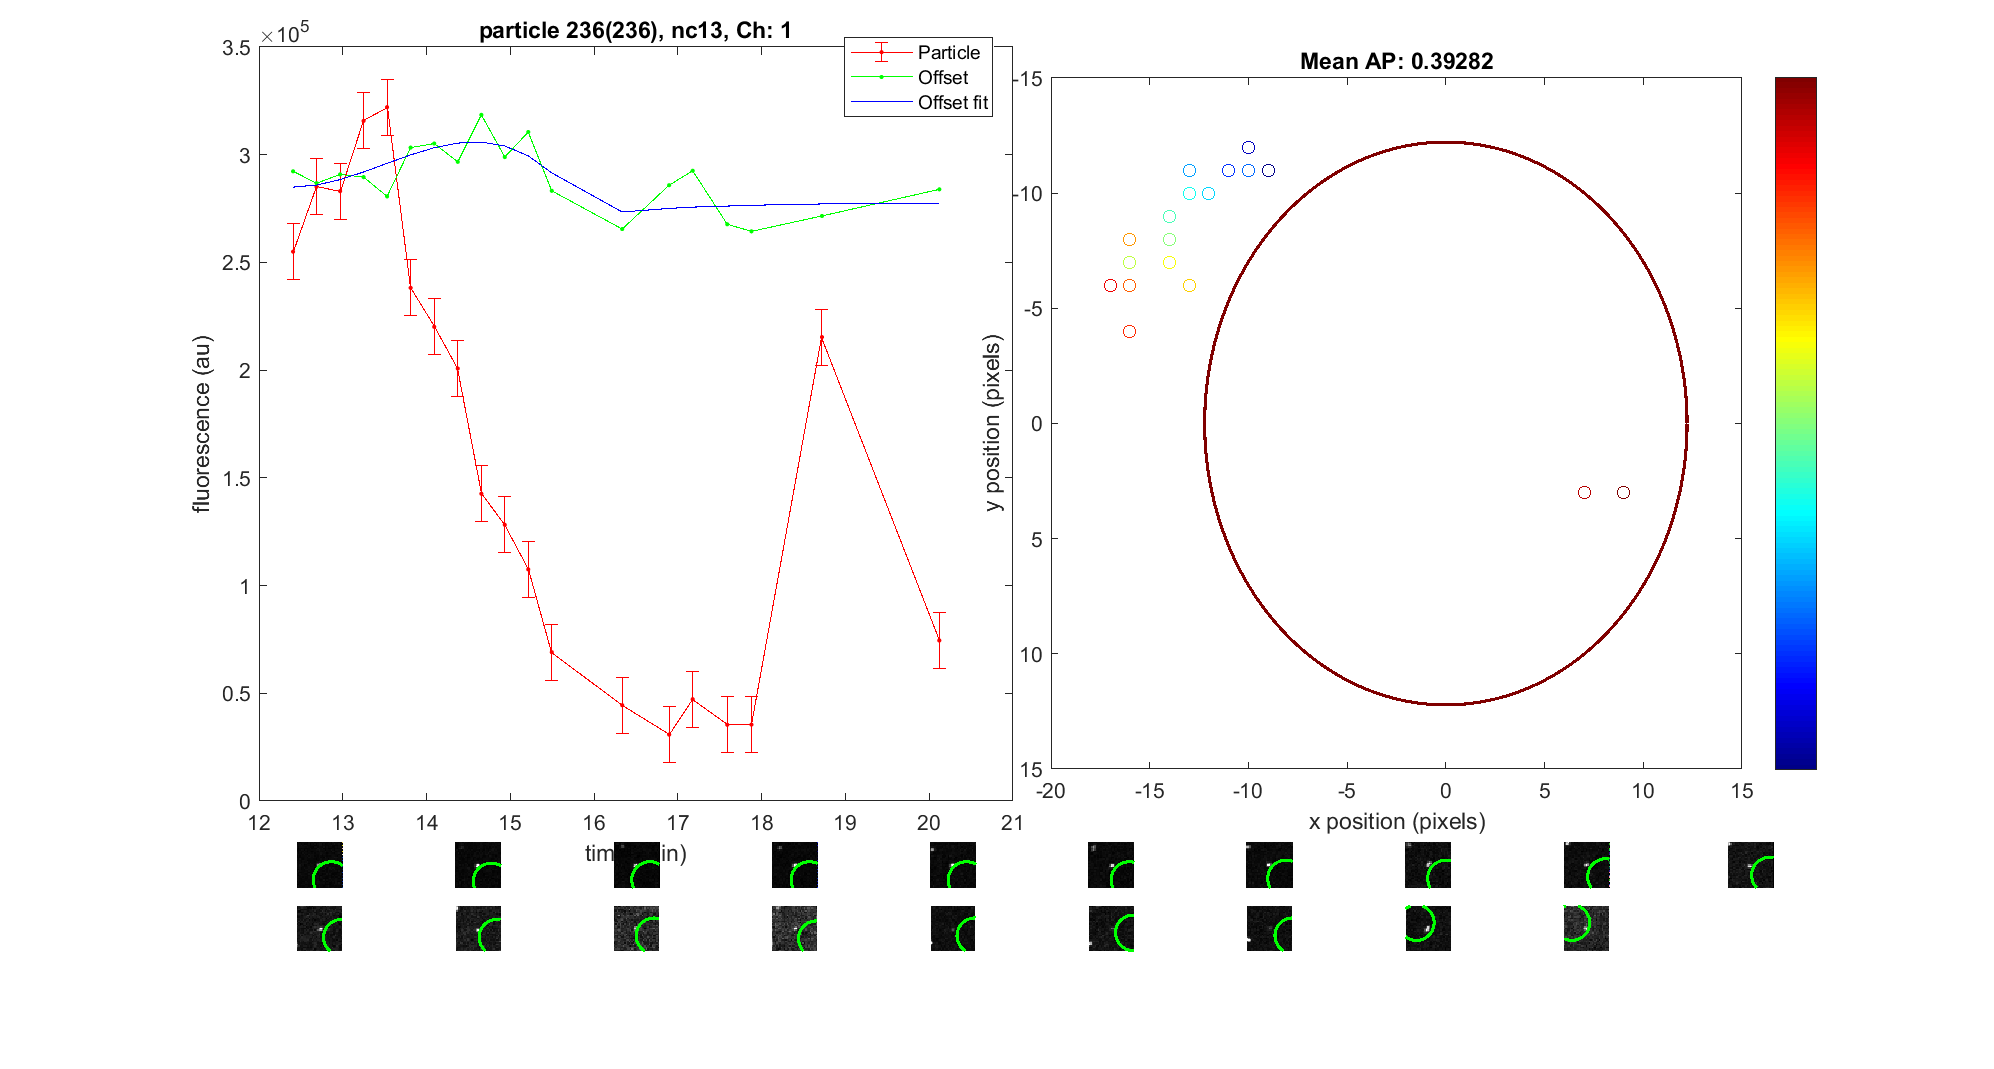 particle 236(236), nc13, Ch: 1
×10^5
3.5
3
2.5
2
1.5
1
0.5
0
fluorescence (au)
12 13 14 15 16 17 18 19 20 21
Particle
Offset
Offset fit
Mean AP: 0.39282
-15
-10
-5
0
5
10
15
y position (pixels)
-20 -15 -10 -5 0 5 10 15
x position (pixels)